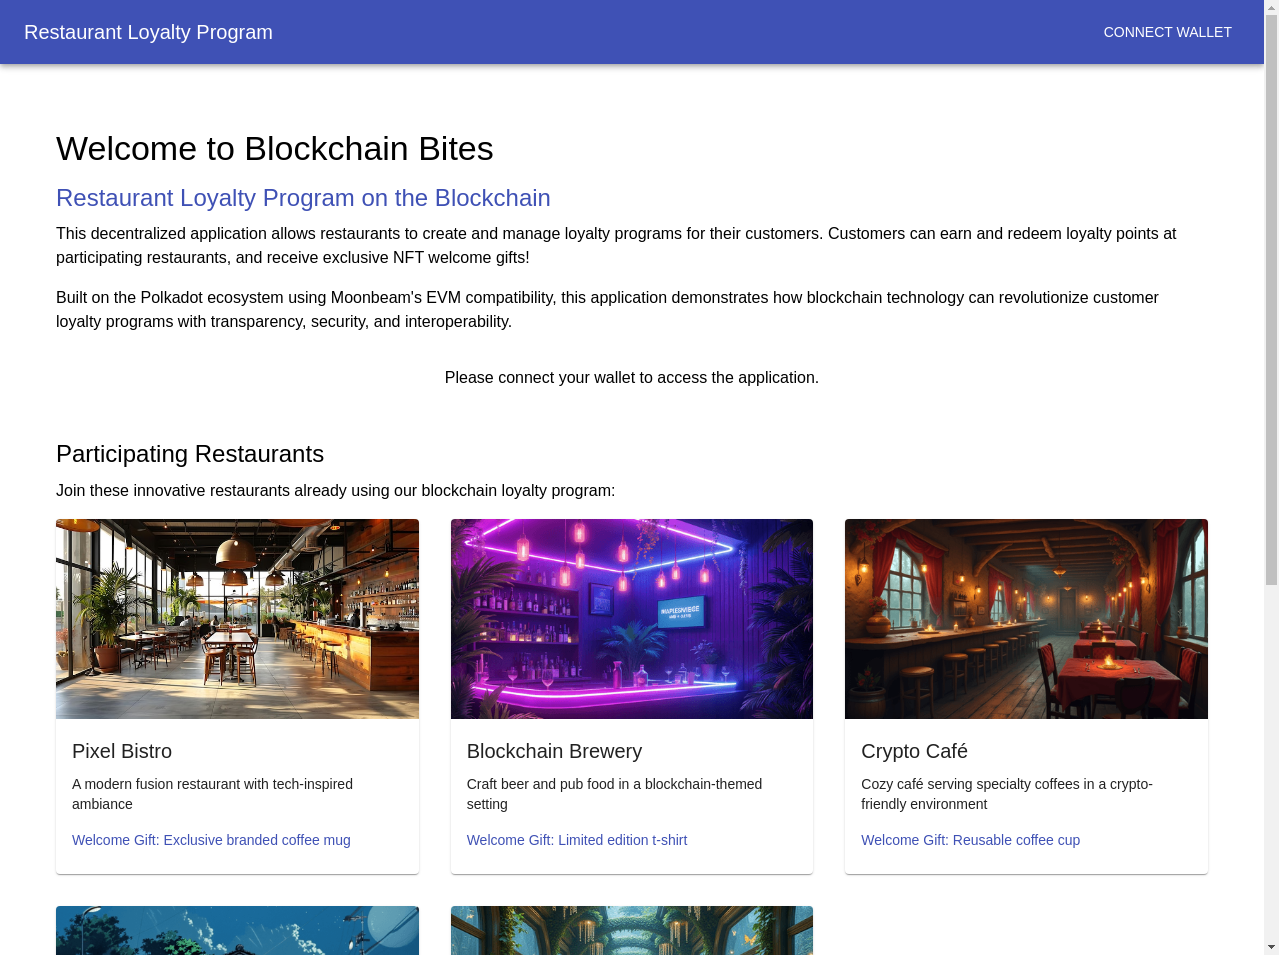 Restaurant Loyalty Program
CONNECT WALLET
Welcome to Blockchain Bites
Restaurant Loyalty Program on the Blockchain
This decentralized application allows restaurants to create and manage loyalty programs for their customers. Customers can earn and redeem loyalty points at
participating restaurants, and receive exclusive NFT welcome gifts!
Built on the Polkadot ecosystem using Moonbeam's EVM compatibility, this application demonstrates how blockchain technology can revolutionize customer
loyalty programs with transparency, security, and interoperability.
Please connect your wallet to access the application.
Participating Restaurants
Join these innovative restaurants already using our blockchain loyalty program:
Pixel Bistro
A modern fusion restaurant with tech-inspired
ambiance
Welcome Gift: Exclusive branded coffee mug
Blockchain Brewery
Craft beer and pub food in a blockchain-themed
setting
Welcome Gift: Limited edition t-shirt
Crypto Café
Cozy café serving specialty coffees in a crypto-
friendly environment
Welcome Gift: Reusable coffee cup